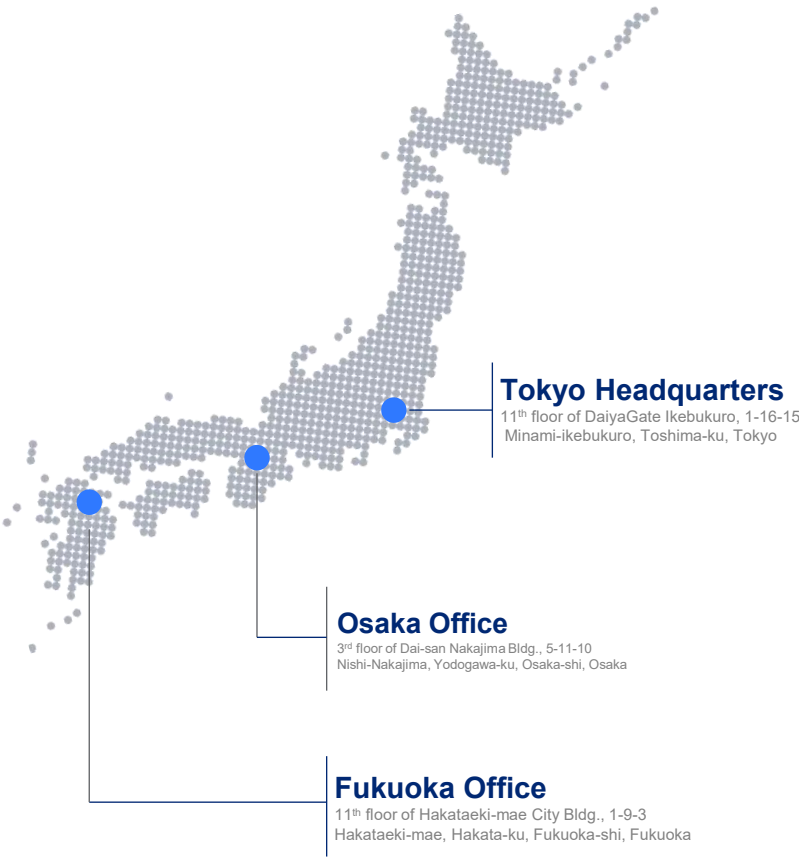 Tokyo Headquarters
11th floor of DaiyaGate Ikebukuro, 1-16-15
Minami-ikebukuro, Toshima-ku, Tokyo
Osaka Office
3rd floor of Dai-san Nakajima Bldg., 5-11-10
Nishi-Nakajima, Yodogawa-ku, Osaka-shi, Osaka
Fukuoka Office
11th floor of Hakataeki-mae City Bldg., 1-9-3
Hakataeki-mae, Hakata-ku, Fukuoka-shi, Fukuoka